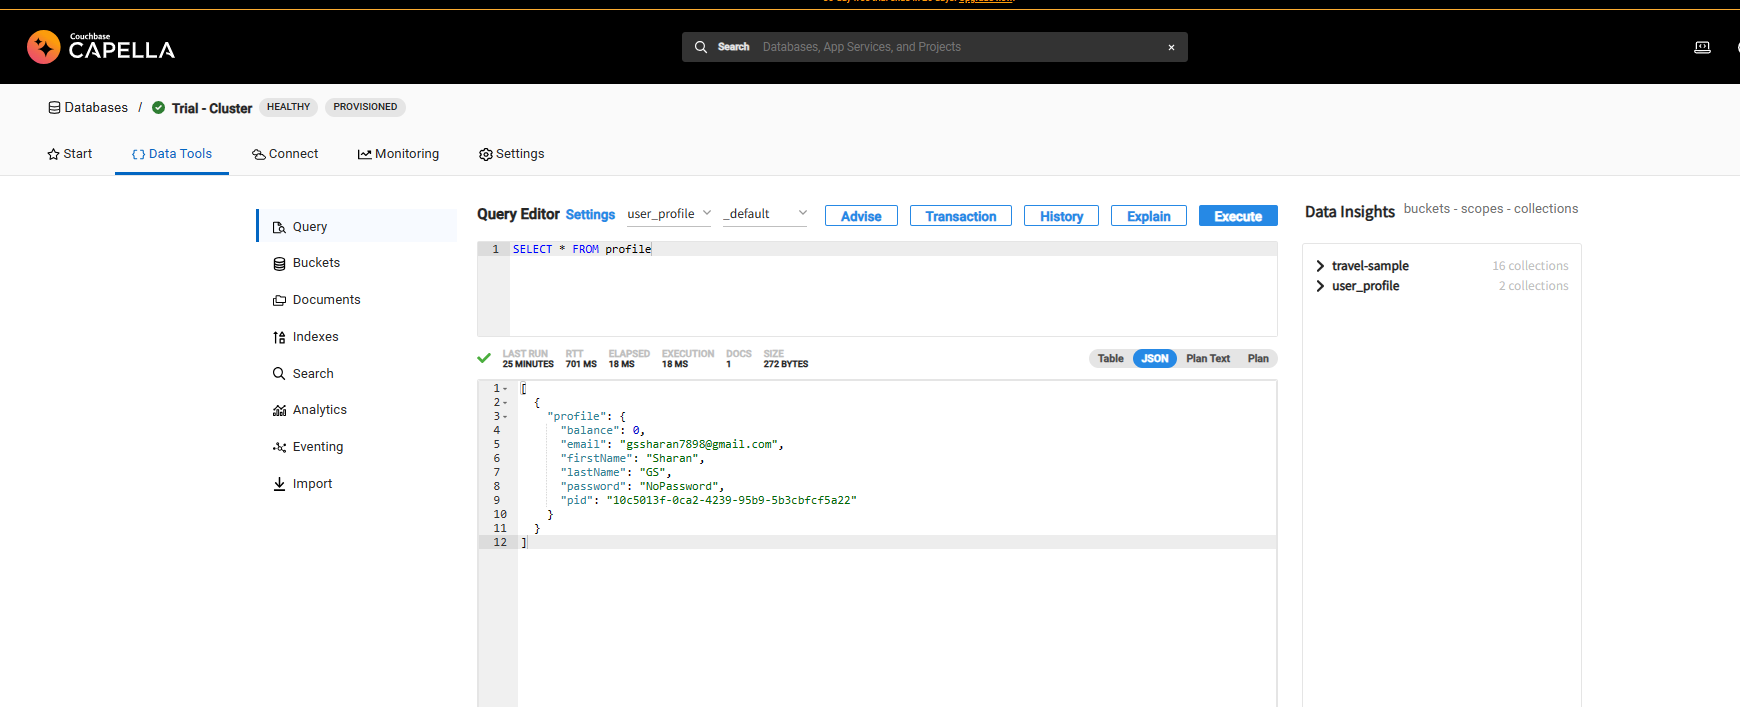 Couchbase
CAPELLA
Search Databases, App Services, and Projects ×
Databases / Trial - Cluster HEALTHY PROVISIONED
Start Data Tools Connect Monitoring Settings
Query
Buckets
Documents
Indexes
Search
Analytics
Eventing
Import
Query Editor Settings user_profile _default Advise Transaction History Explain Execute
1 SELECT * FROM profile
LAST RUN RTT ELAPSED EXECUTION DOCS SIZE
25 MINUTES 701 MS 18 MS 18 MS 1 272 BYTES
Table JSON Plan Text Plan
1 [
2 {
3 "profile": {
4 "balance": 0,
5 "email": "gssharan7898@gmail.com",
6 "firstName": "Sharan",
7 "lastName": "GS",
8 "password": "NoPassword",
9 "pid": "10c5013f-0ca2-4239-95b9-5b3cbfcf5a22"
10 }
11 }
12 ]
Data Insights buckets - scopes - collections
travel-sample 16 collections
user_profile 2 collections